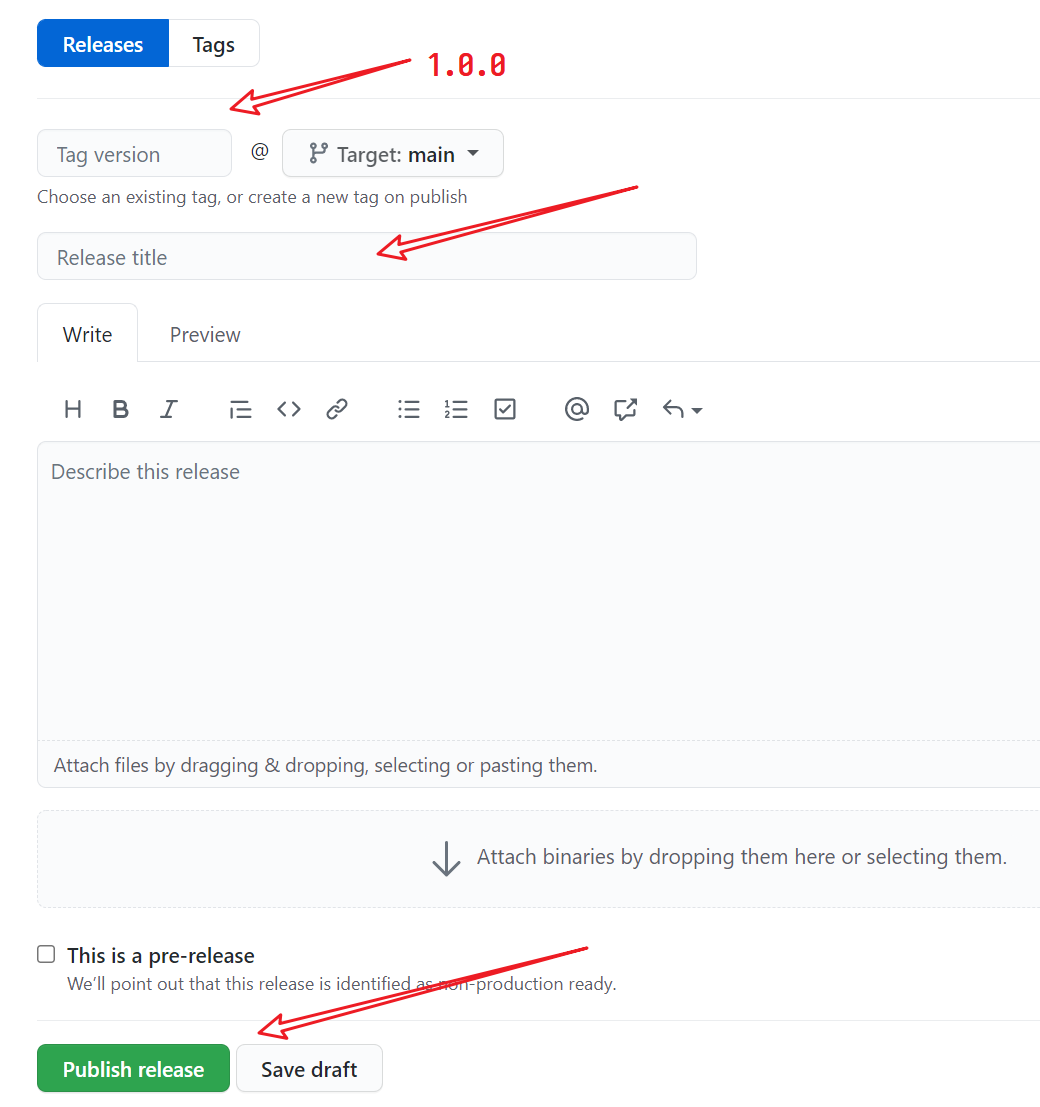 Releases Tags
1.0.0
Tag version @ Target: main
Choose an existing tag, or create a new tag on publish
Release title
Write Preview
H B I @
Describe this release
Attach files by dragging & dropping, selecting or pasting them.
Attach binaries by dropping them here or selecting them.
This is a pre-release
We’ll point out that this release is identified as non-production ready.
Publish release Save draft